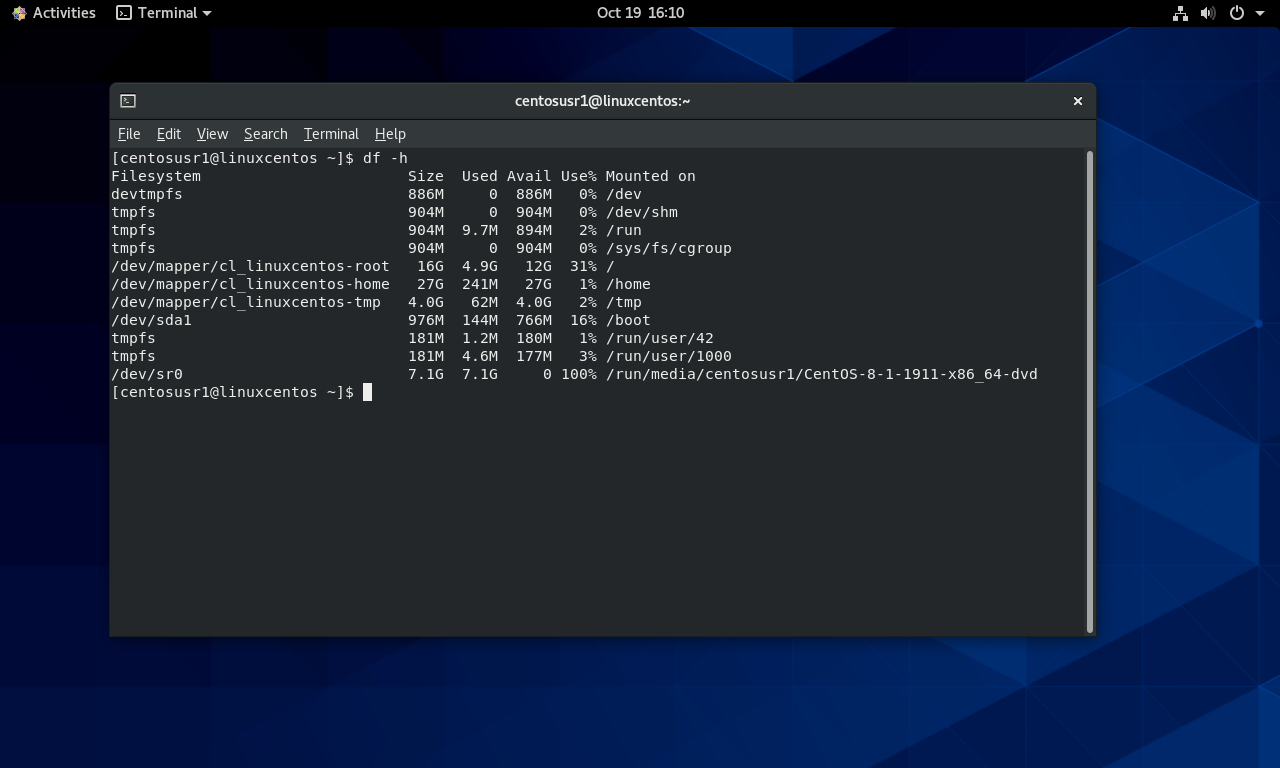 Activities Terminal Oct 19 16:10
centosusr1@linuxcentos:~
File Edit View Search Terminal Help
[centosusr1@linuxcentos ~]$ df -h
Filesystem                        Size  Used Avail Use% Mounted on
devtmpfs                          886M     0  886M   0% /dev
tmpfs                             904M     0  904M   0% /dev/shm
tmpfs                             904M  9.7M  894M   2% /run
tmpfs                             904M     0  904M   0% /sys/fs/cgroup
/dev/mapper/cl_linuxcentos-root   16G  4.9G   12G  31% /
/dev/mapper/cl_linuxcentos-home   27G  241M   27G   1% /home
/dev/mapper/cl_linuxcentos-tmp   4.0G   62M  4.0G   2% /tmp
/dev/sda1                         976M  144M  766M  16% /boot
tmpfs                             181M  1.2M  180M   1% /run/user/42
tmpfs                             181M  4.6M  177M   3% /run/user/1000
/dev/sr0                          7.1G  7.1G     0 100% /run/media/centosusr1/CentOS-8-1-1911-x86_64-dvd
[centosusr1@linuxcentos ~]$